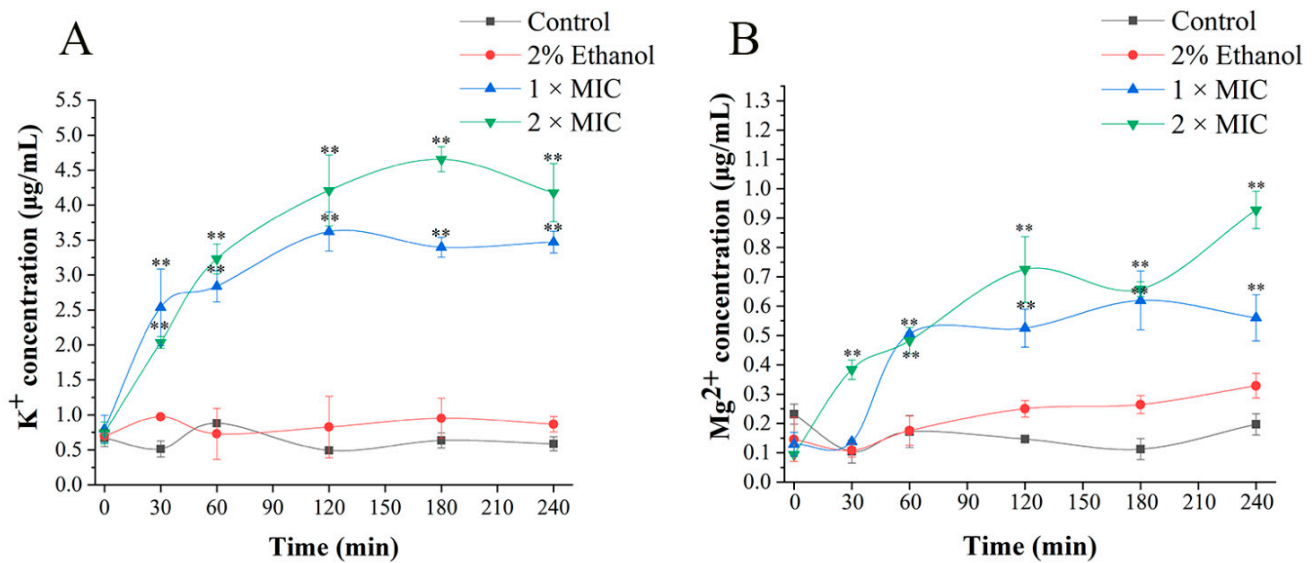 A
Control
2% Ethanol
1 × MIC
2 × MIC
K+ concentration (μg/mL)
5.5
5.0
4.5
4.0
3.5
3.0
2.5
2.0
1.5
1.0
0.5
0.0
** ** ** ** **
** ** ** ** **
0 30 60 90 120 150 180 210 240
Time (min)
B
Control
2% Ethanol
1 × MIC
2 × MIC
Mg2+ concentration (μg/mL)
1.3
1.2
1.1
1.0
0.9
0.8
0.7
0.6
0.5
0.4
0.3
0.2
0.1
0.0
** ** ** ** **
** ** ** **
0 30 60 90 120 150 180 210 240
Time (min)